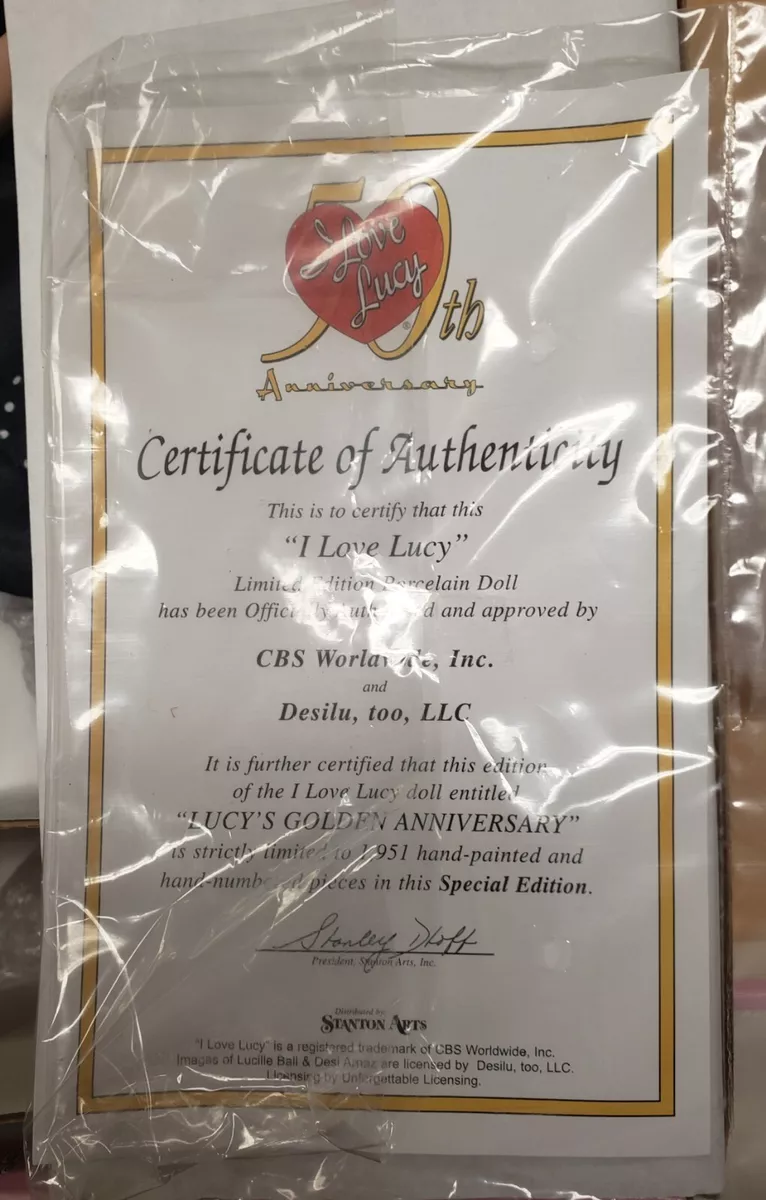 50th
I Love
Lucy
®
Anniversary
Certificate of Authenticity
This is to certify that this
“I Love Lucy”
Limited Edition Porcelain Doll
has been Officially Authorized and approved by
CBS Worldwide, Inc.
and
Desilu, too, LLC
It is further certified that this edition
of the I Love Lucy doll entitled
“LUCY’S GOLDEN ANNIVERSARY”
is strictly limited to 1,951 hand-painted and
hand-numbered pieces in this Special Edition.
Stanley
President, Stanton Arts, Inc.
Distributed by:
STANTON ARTS
"I Love Lucy" is a registered trademark of CBS Worldwide, Inc.
Images of Lucille Ball & Desi Arnaz are licensed by Desilu, too, LLC.
Licensing by Unforgettable Licensing.